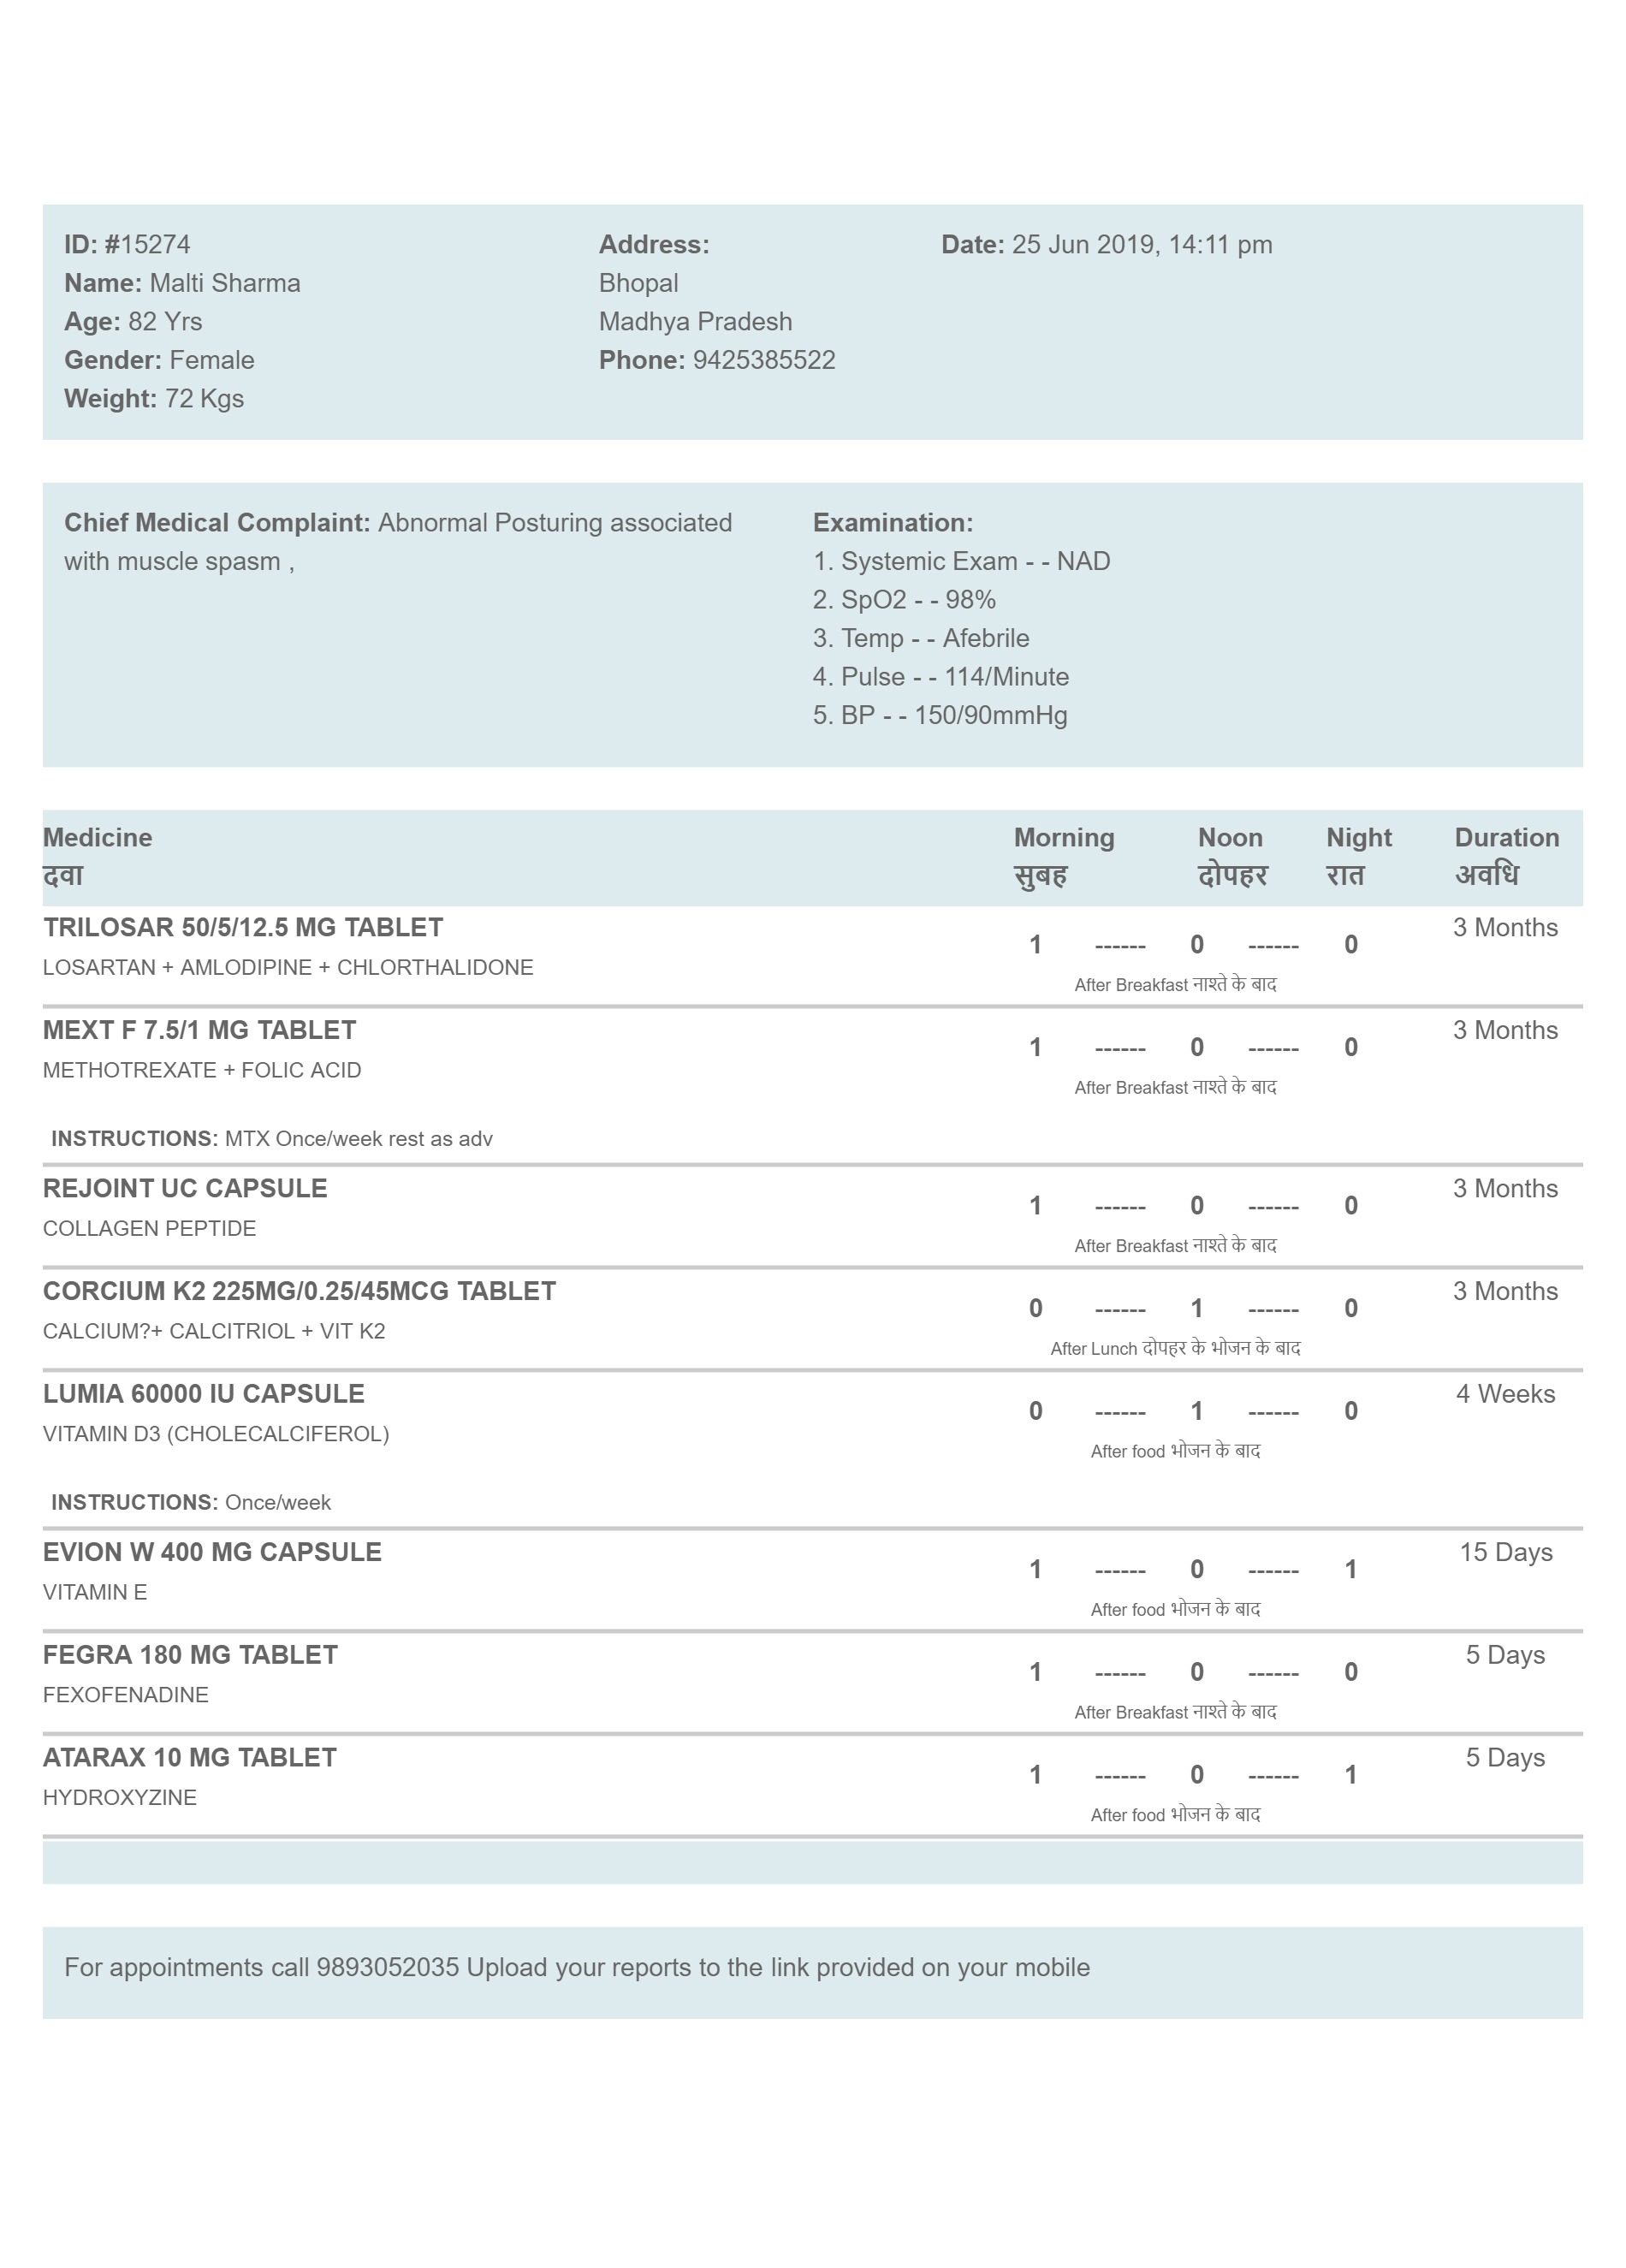 ID: #15274
Name: Malti Sharma
Age: 82 Yrs
Gender: Female
Weight: 72 Kgs
Address:
Bhopal
Madhya Pradesh
Phone: 9425385522
Date: 25 Jun 2019, 14:11 pm
Chief Medical Complaint: Abnormal Posturing associated
with muscle spasm ,
Examination:
1. Systemic Exam - - NAD
2. SpO2 - - 98%
3. Temp - - Afebrile
4. Pulse - - 114/Minute
5. BP - - 150/90mmHg
Medicine Morning Noon Night Duration
दवा सुबह दोपहर रात अवधि
TRILOSAR 50/5/12.5 MG TABLET 3 Months
1 ------ 0 ------ 0
LOSARTAN + AMLODIPINE + CHLORTHALIDONE
After Breakfast नाश्ते के बाद
MEXT F 7.5/1 MG TABLET 3 Months
1 ------ 0 ------ 0
METHOTREXATE + FOLIC ACID
After Breakfast नाश्ते के बाद
INSTRUCTIONS: MTX Once/week rest as adv
REJOINT UC CAPSULE 3 Months
1 ------ 0 ------ 0
COLLAGEN PEPTIDE
After Breakfast नाश्ते के बाद
CORCIUM K2 225MG/0.25/45MCG TABLET 3 Months
0 ------ 1 ------ 0
CALCIUM?+ CALCITRIOL + VIT K2
After Lunch दोपहर के भोजन के बाद
LUMIA 60000 IU CAPSULE 4 Weeks
0 ------ 1 ------ 0
VITAMIN D3 (CHOLECALCIFEROL)
After food भोजन के बाद
INSTRUCTIONS: Once/week
EVION W 400 MG CAPSULE 15 Days
1 ------ 0 ------ 1
VITAMIN E
After food भोजन के बाद
FEGRA 180 MG TABLET 5 Days
1 ------ 0 ------ 0
FEXOFENADINE
After Breakfast नाश्ते के बाद
ATARAX 10 MG TABLET 5 Days
1 ------ 0 ------ 1
HYDROXYZINE
After food भोजन के बाद
For appointments call 9893052035 Upload your reports to the link provided on your mobile